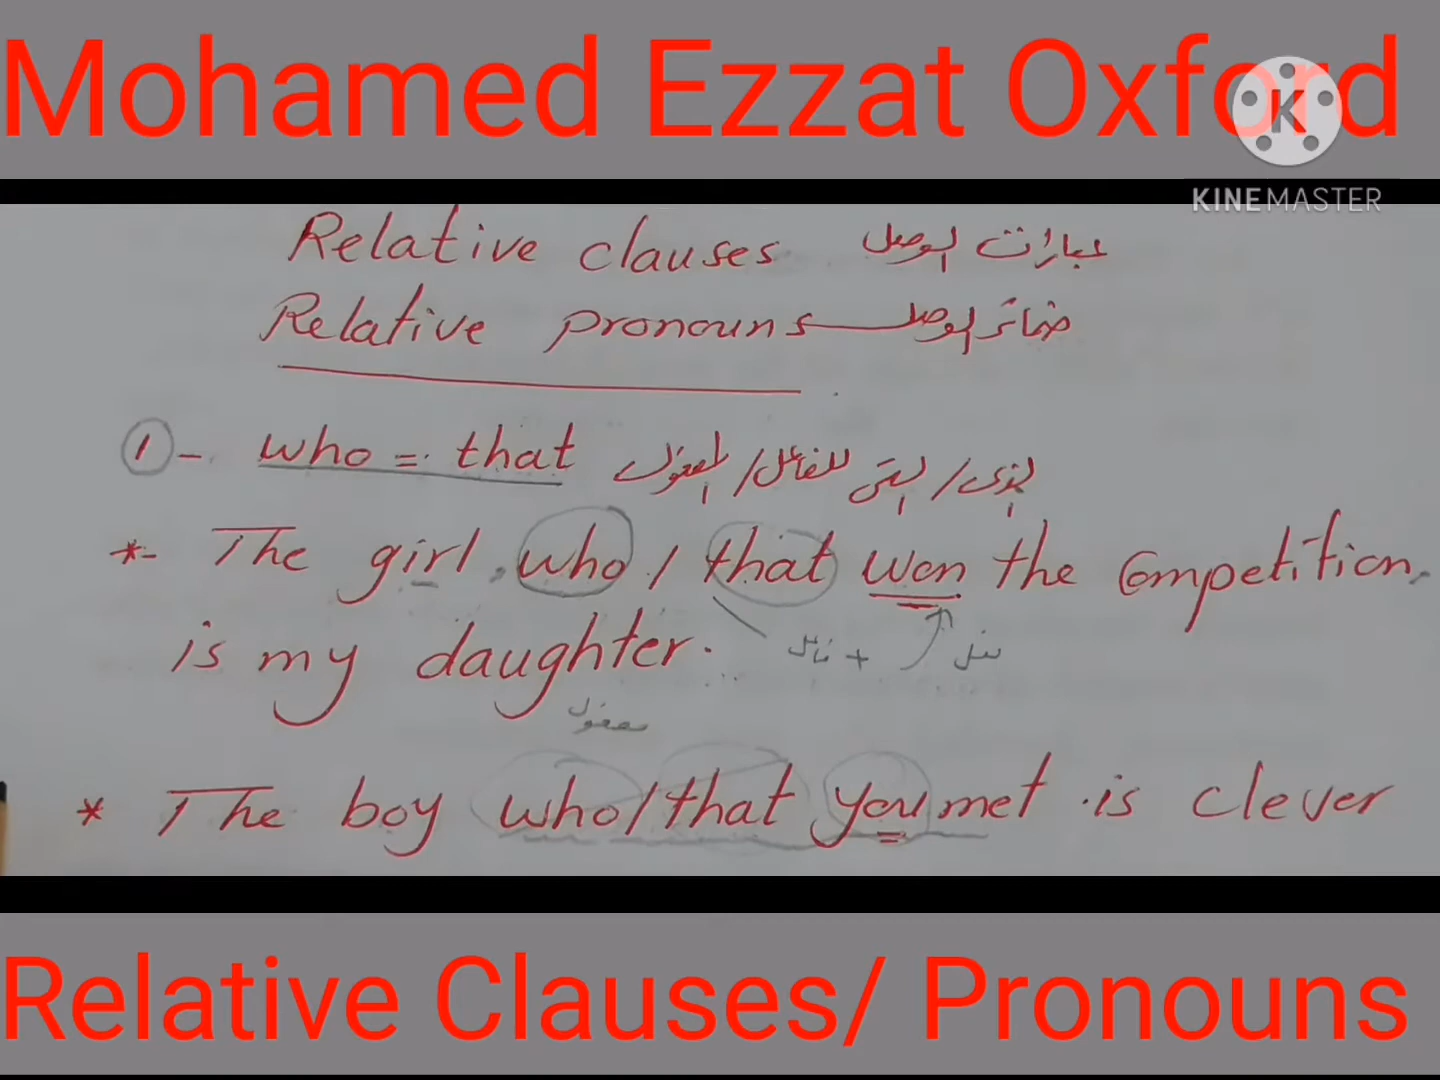 Mohamed Ezzat Oxford
K
KINEMASTER
Relative clauses عبارات الوصل
Relative pronouns ضمائر الوصل
1 - who = that الذى / التى للفاعل / المفعول
*- The girl, who / that won the Competition.
is my daughter.
فاعل + فعل
مفعول
* The boy who/that you met is clever
Relative Clauses/ Pronouns